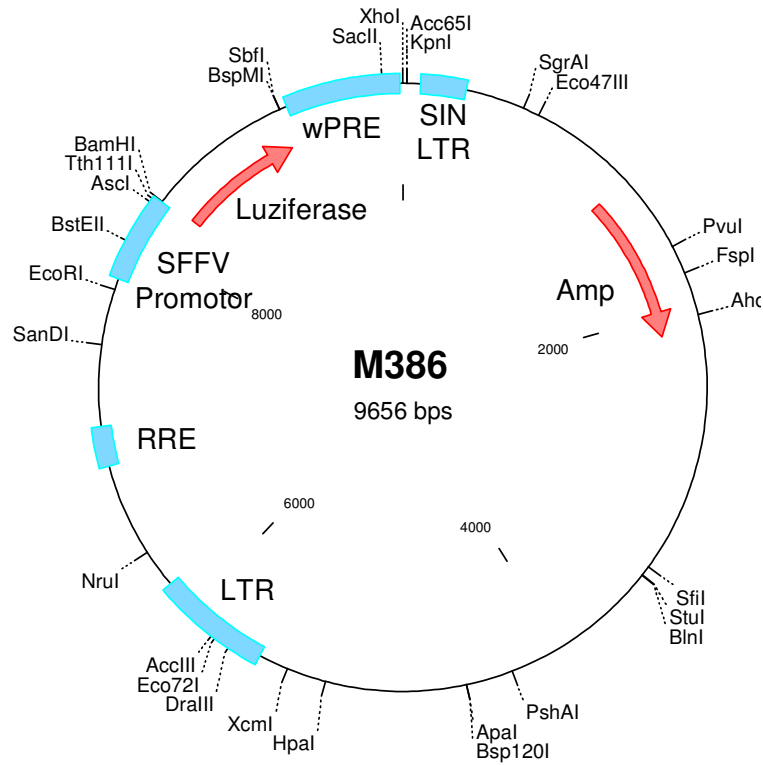 XhoI
Acc65I
SacII
KpnI
SbfI
BspMI
SgrAI
Eco47III
wPRE
SIN
LTR
BamHI
Tth111I
AscI
Luziferase
BstEII
PvuI
FspI
SFFV
Promotor
EcoRI
Amp
8000
SanDI
2000
M386
9656 bps
RRE
6000
4000
NruI
LTR
SfiI
StuI
BlnI
AccIII
Eco72I
DraIII
XcmI
HpaI
PshAI
ApaI
Bsp120I